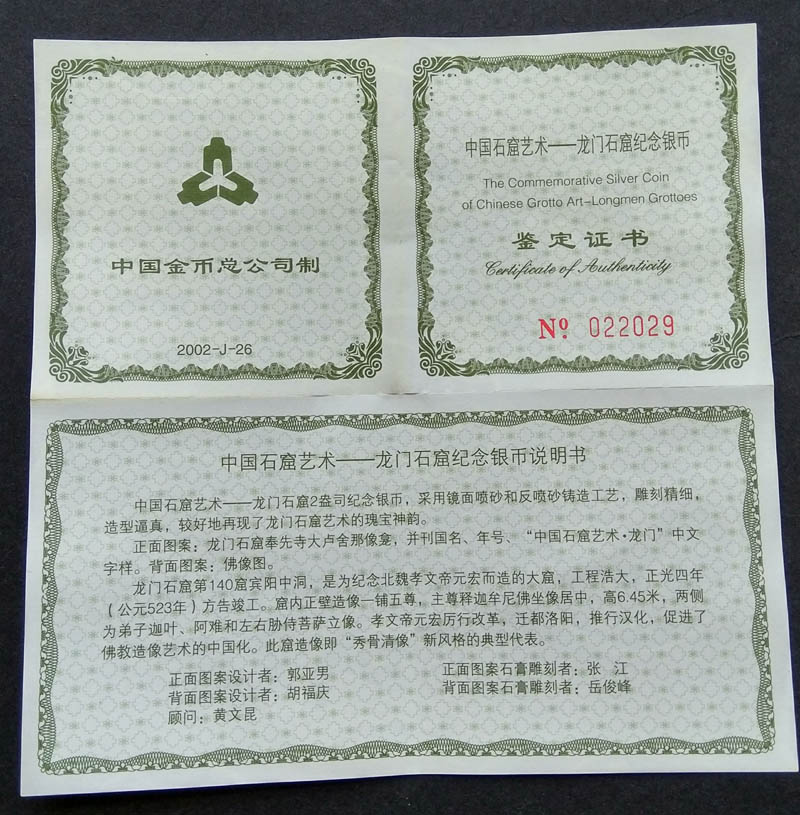 中国金币总公司制
2002-J-26
中国石窟艺术——龙门石窟纪念银币
The Commemorative Silver Coin
of Chinese Grotto Art-Longmen Grottoes
鉴定证书
Certificate of Authenticity
Nº 022029
中国石窟艺术——龙门石窟纪念银币说明书
中国石窟艺术——龙门石窟2盎司纪念银币，采用镜面喷砂和反喷砂铸造工艺，雕刻精细，
造型逼真，较好地再现了龙门石窟艺术的瑰宝神韵。
正面图案：龙门石窟奉先寺大卢舍那像龛，并刊国名、年号、“中国石窟艺术·龙门”中文
字样。背面图案：佛像图。
龙门石窟第140窟宾阳中洞，是为纪念北魏孝文帝元宏而造的大窟，工程浩大，正光四年
（公元523年）方告竣工。窟内正壁造像一铺五尊，主尊释迦牟尼佛坐像居中，高6.45米，两侧
为弟子迦叶、阿难和左右胁侍菩萨立像。孝文帝元宏厉行改革，迁都洛阳，推行汉化，促进了
佛教造像艺术的中国化。此窟造像即“秀骨清像”新风格的典型代表。
正面图案设计者：郭亚男
正面图案石膏雕刻者：张　江
背面图案设计者：胡福庆
背面图案石膏雕刻者：岳俊峰
顾问：黄文昆